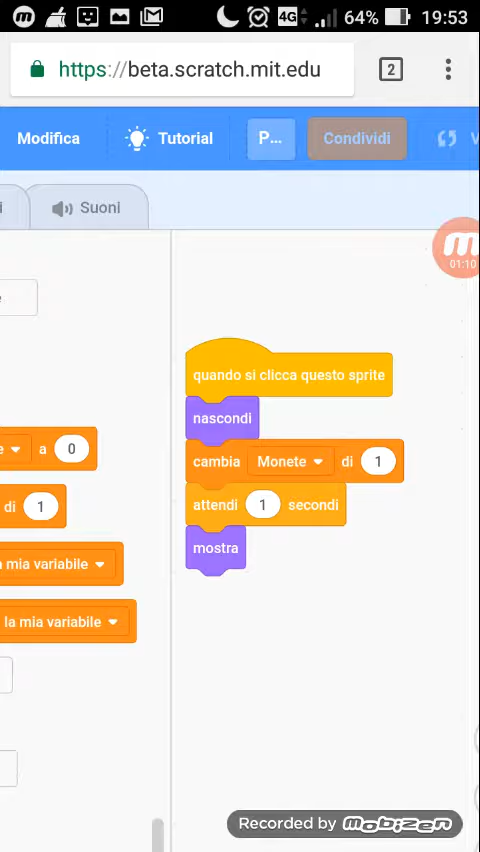 4G 64% 19:53
https://beta.scratch.mit.edu 2
Modifica Tutorial P... Condividi
Suoni
01:10
quando si clicca questo sprite
nascondi
a 0
cambia Monete di 1
di 1
attendi 1 secondi
mostra
a mia variabile
la mia variabile
Recorded by mobizen